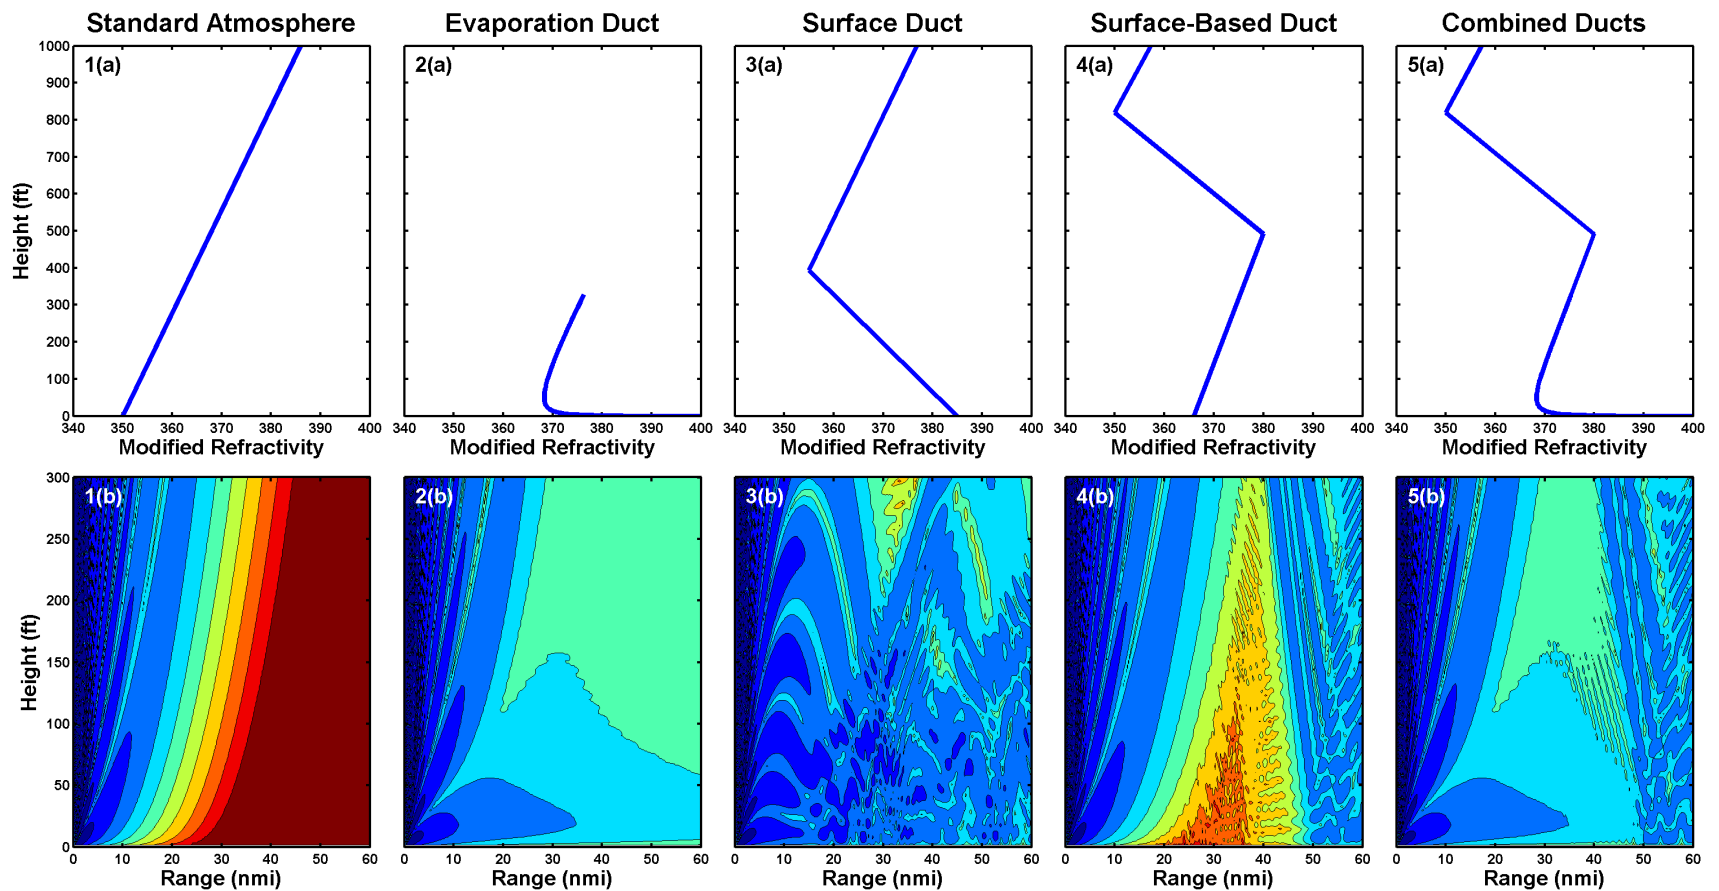 Standard Atmosphere Evaporation Duct Surface Duct Surface-Based Duct Combined Ducts
1(a) 2(a) 3(a) 4(a) 5(a)
Height (ft)
1000
900
800
700
600
500
400
300
200
100
0
340 350 360 370 380 390 400 340 350 360 370 380 390 400 340 350 360 370 380 390 400 340 350 360 370 380 390 400 340 350 360 370 380 390 400
Modified Refractivity Modified Refractivity Modified Refractivity Modified Refractivity Modified Refractivity
1(b) 2(b) 3(b) 4(b) 5(b)
Height (ft)
300
250
200
150
100
50
0
0 10 20 30 40 50 60 0 10 20 30 40 50 60 0 10 20 30 40 50 60 0 10 20 30 40 50 60 0 10 20 30 40 50 60
Range (nmi) Range (nmi) Range (nmi) Range (nmi) Range (nmi)